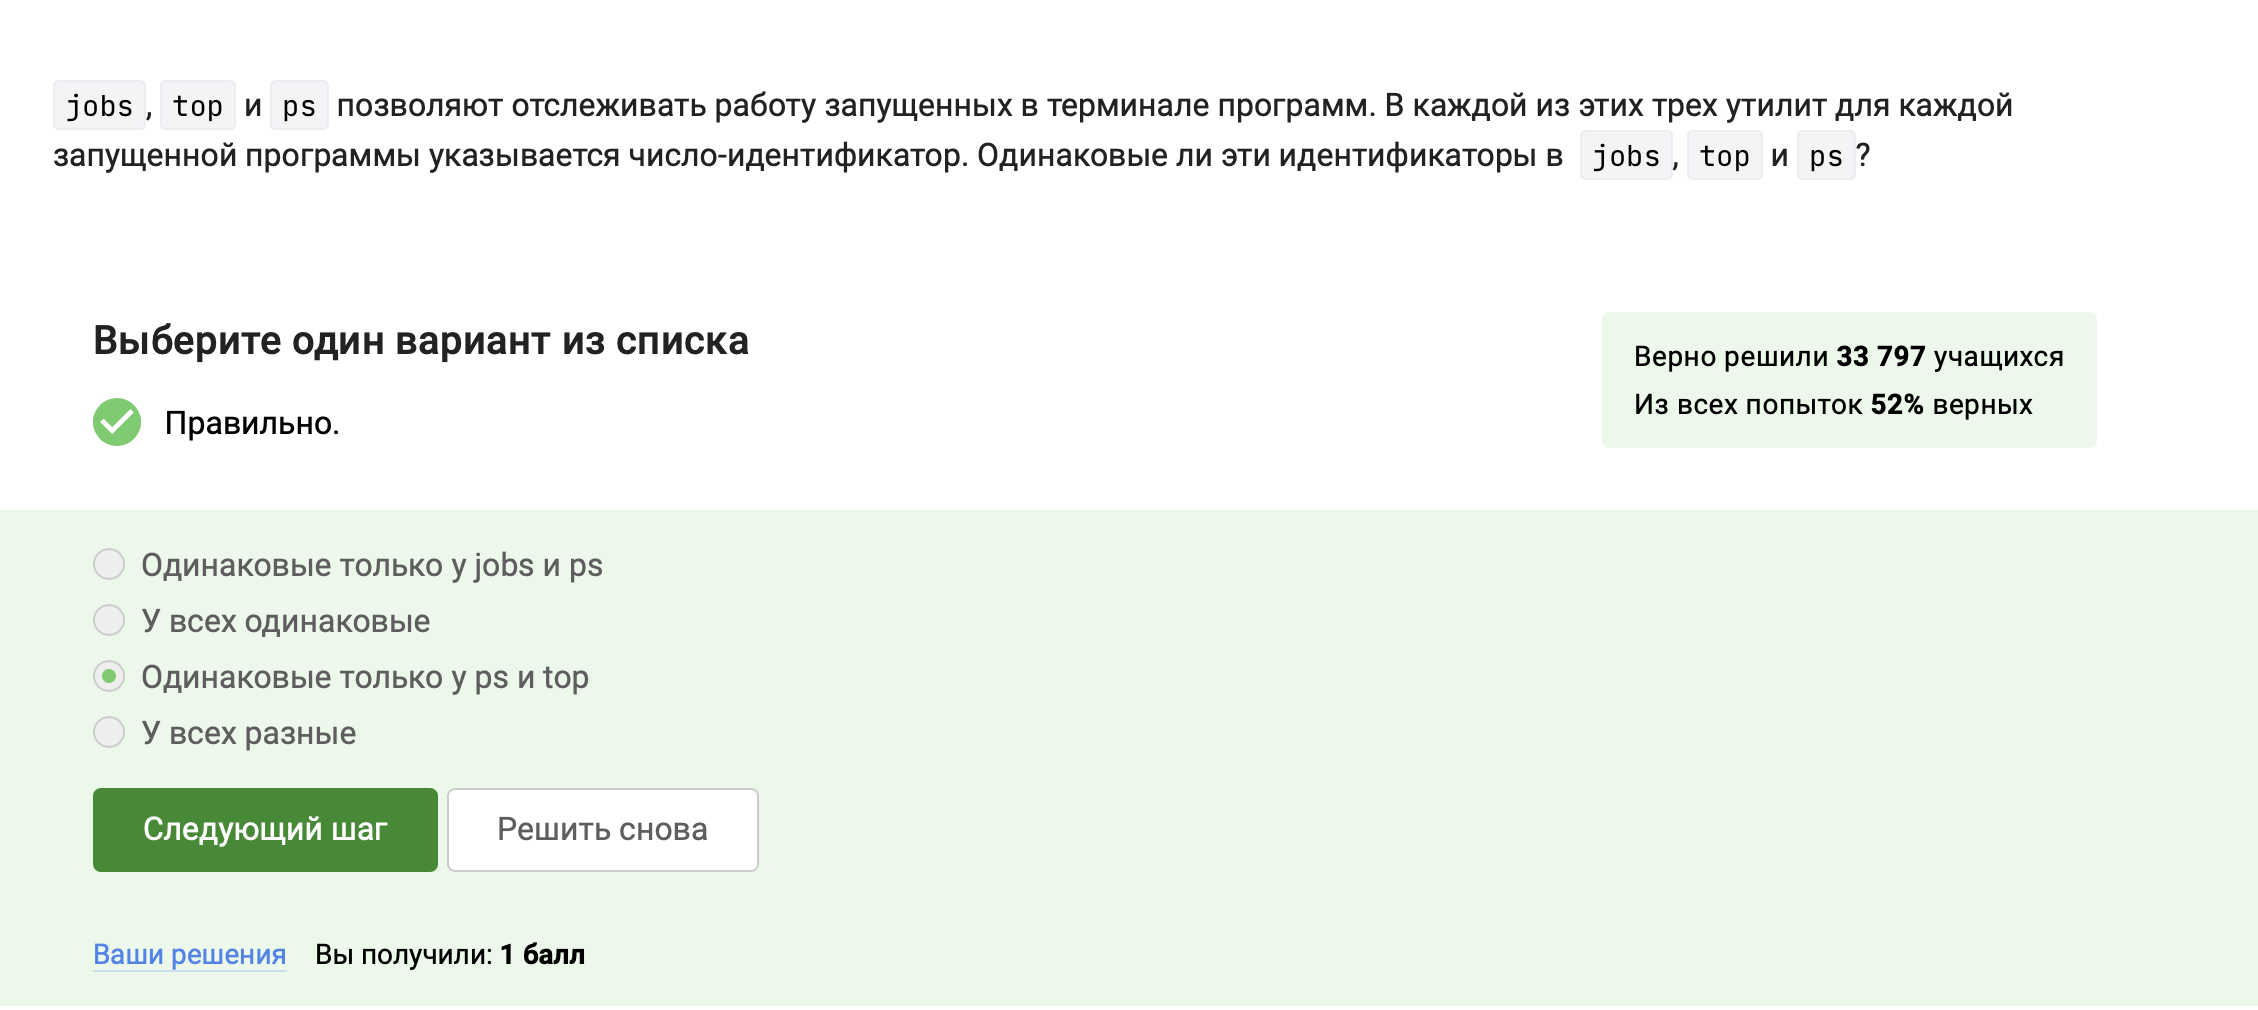 jobs, top и ps позволяют отслеживать работу запущенных в терминале программ. В каждой из этих трех утилит для каждой
запущенной программы указывается число-идентификатор. Одинаковые ли эти идентификаторы в jobs, top и ps?
Выберите один вариант из списка
Правильно.
Верно решили 33 797 учащихся
Из всех попыток 52% верных
Одинаковые только у jobs и ps
У всех одинаковые
Одинаковые только у ps и top
У всех разные
Следующий шаг
Решить снова
Ваши решения Вы получили: 1 балл